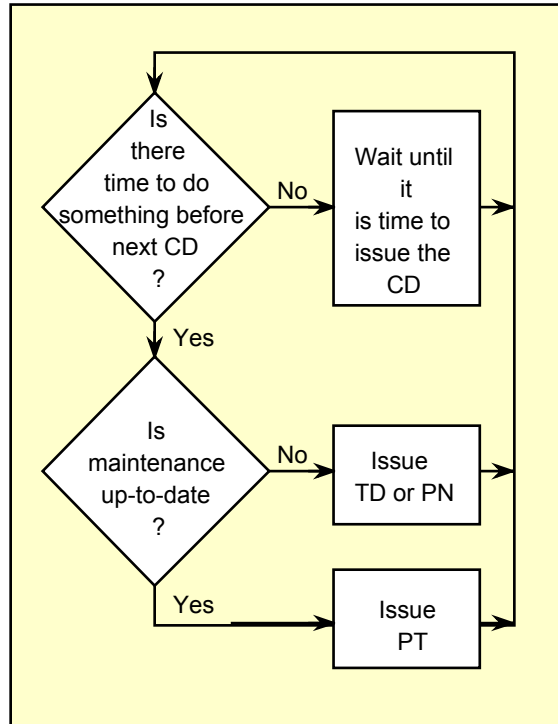 Is
there
time to do
something before
next CD
?
No
Wait until
it
is time to
issue the
CD
Yes
Is
maintenance
up-to-date
?
No
Issue
TD or PN
Yes
Issue
PT